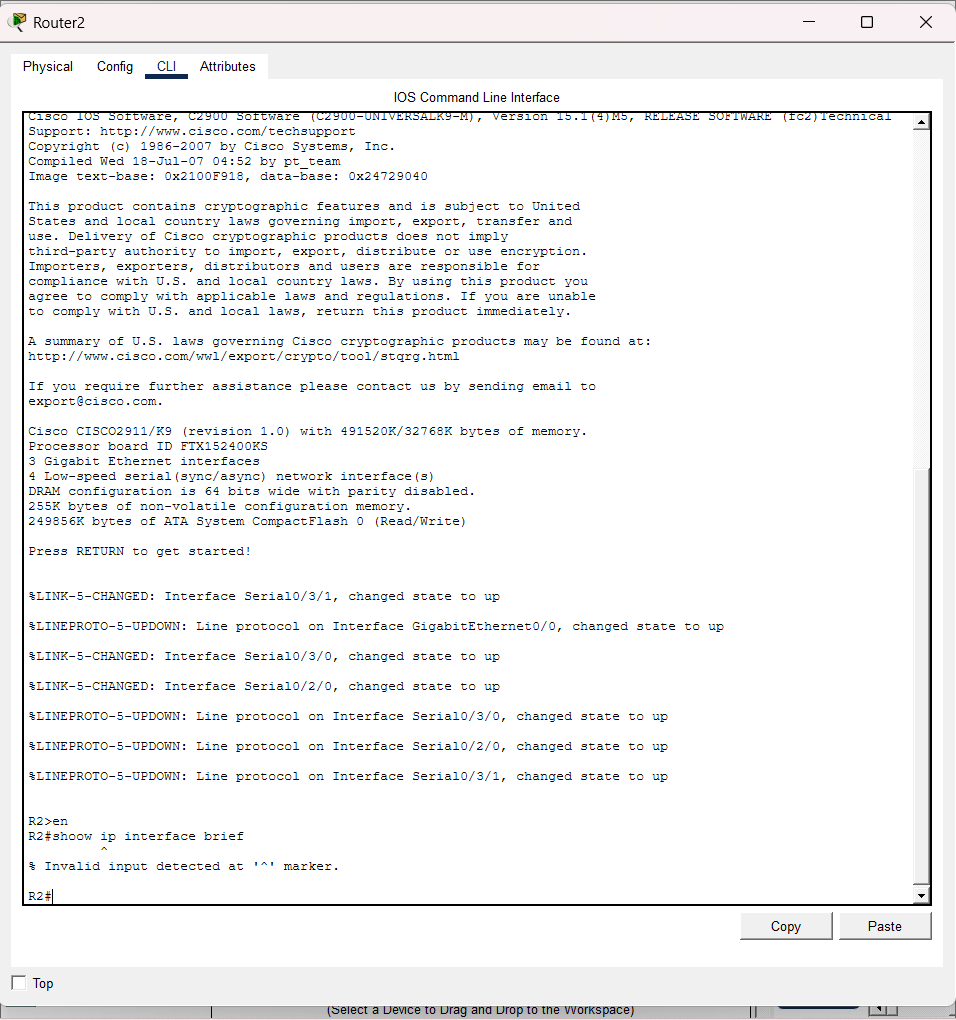 Router2
Physical Config CLI Attributes
IOS Command Line Interface
Cisco IOS Software, C2900 Software (C2900-UNIVERSALK9-M), Version 15.1(4)M5, RELEASE SOFTWARE (fc2)Technical
Support: http://www.cisco.com/techsupport
Copyright (c) 1986-2007 by Cisco Systems, Inc.
Compiled Wed 18-Jul-07 04:52 by pt_team
Image text-base: 0x2100F918, data-base: 0x24729040
This product contains cryptographic features and is subject to United
States and local country laws governing import, export, transfer and
use. Delivery of Cisco cryptographic products does not imply
third-party authority to import, export, distribute or use encryption.
Importers, exporters, distributors and users are responsible for
compliance with U.S. and local country laws. By using this product you
agree to comply with applicable laws and regulations. If you are unable
to comply with U.S. and local laws, return this product immediately.
A summary of U.S. laws governing Cisco cryptographic products may be found at:
http://www.cisco.com/wwl/export/crypto/tool/stqrg.html
If you require further assistance please contact us by sending email to
export@cisco.com.
Cisco CISCO2911/K9 (revision 1.0) with 491520K/32768K bytes of memory.
Processor board ID FTX152400KS
3 Gigabit Ethernet interfaces
4 Low-speed serial(sync/async) network interface(s)
DRAM configuration is 64 bits wide with parity disabled.
255K bytes of non-volatile configuration memory.
249856K bytes of ATA System CompactFlash 0 (Read/Write)
Press RETURN to get started!
%LINK-5-CHANGED: Interface Serial0/3/1, changed state to up
%LINEPROTO-5-UPDOWN: Line protocol on Interface GigabitEthernet0/0, changed state to up
%LINK-5-CHANGED: Interface Serial0/3/0, changed state to up
%LINK-5-CHANGED: Interface Serial0/2/0, changed state to up
%LINEPROTO-5-UPDOWN: Line protocol on Interface Serial0/3/0, changed state to up
%LINEPROTO-5-UPDOWN: Line protocol on Interface Serial0/2/0, changed state to up
%LINEPROTO-5-UPDOWN: Line protocol on Interface Serial0/3/1, changed state to up
R2>en
R2#shoow ip interface brief
^
% Invalid input detected at '^' marker.
R2#
Copy Paste
Top
(Select a Device to Drag and Drop to the Workspace)